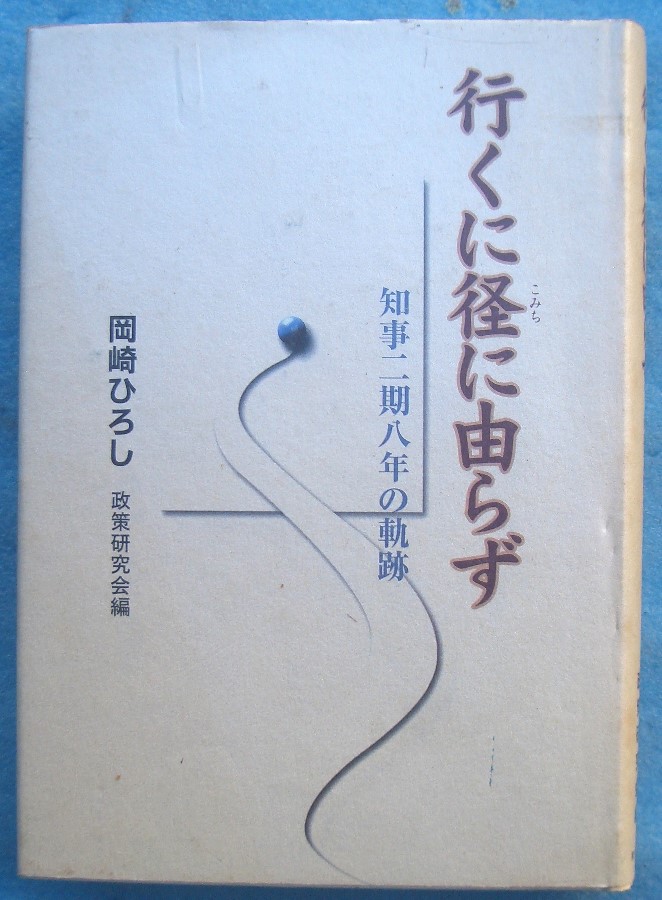 行くに径に由らず
こみち
知事二期八年の軌跡
岡崎ひろし
政策研究会編